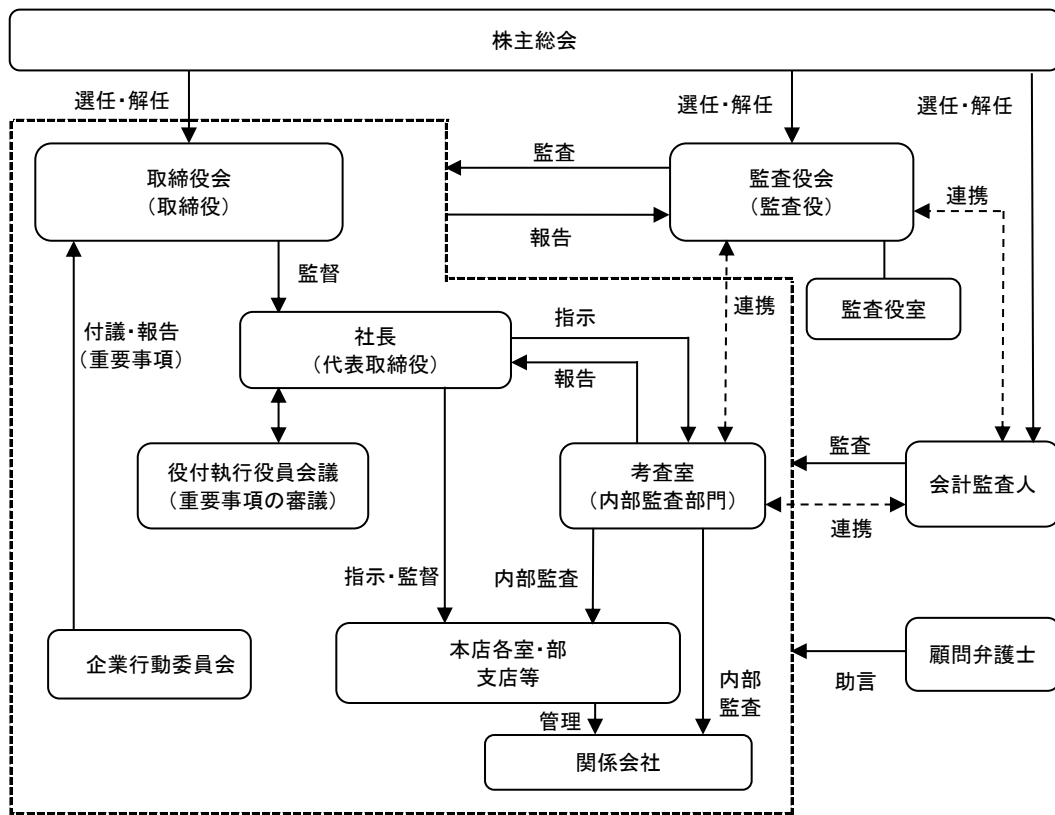 株主総会
選任・解任
選任・解任
選任・解任
取締役会
(取締役)
監査
監査役会
(監査役)
連携
報告
監督
連携
監査役室
付議・報告
(重要事項)
社長
(代表取締役)
指示
報告
役付執行役員会議
(重要事項の審議)
考査室
(内部監査部門)
監査
会計監査人
連携
指示・監督
内部監査
企業行動委員会
本店各室・部
支店等
顧問弁護士
助言
内部
監査
管理
関係会社